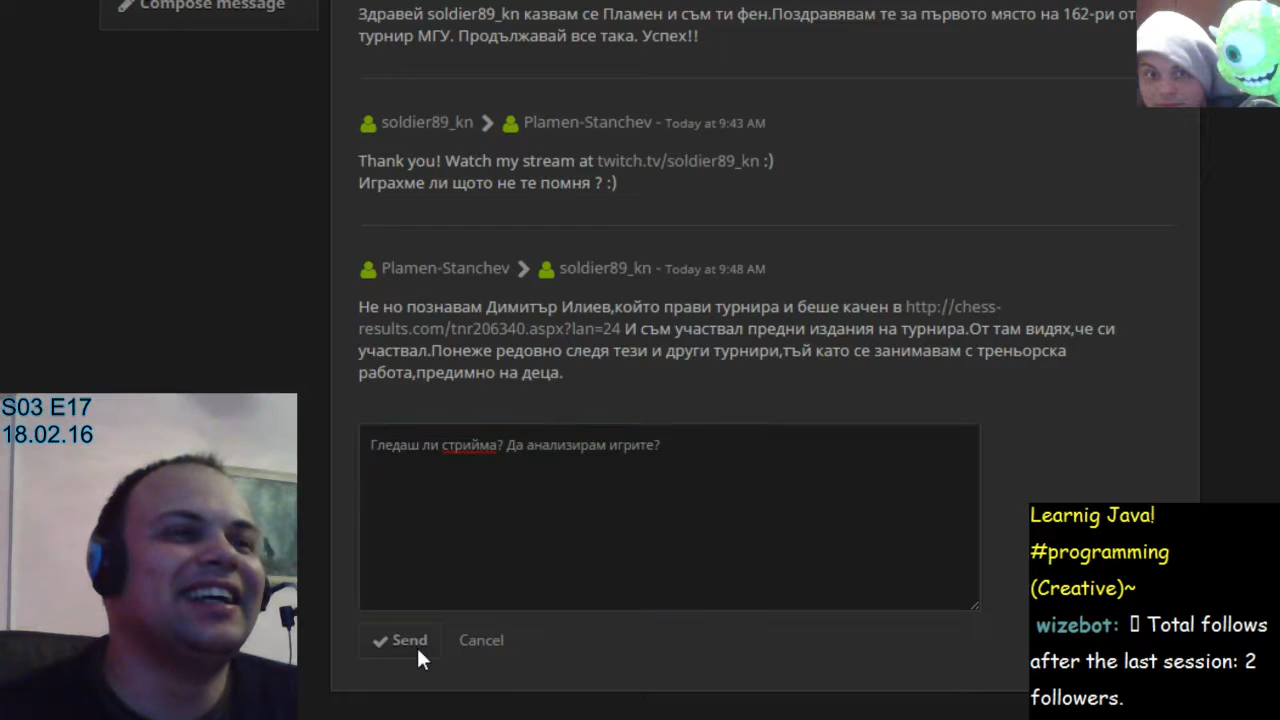 Compose message
Здравей soldier89_kn казвам се Пламен и съм ти фен.Поздравявам те за първото място на 162-ри от
турнир МГУ. Продължавай все така. Успех!!
soldier89_kn Plamen-Stanchev - Today at 9:43 AM
Thank you! Watch my stream at twitch.tv/soldier89_kn :)
Играхме ли щото не те помня ? :)
Plamen-Stanchev soldier89_kn - Today at 9:48 AM
Не но познавам Димитър Илиев,който прави турнира и беше качен в http://chess-
results.com/tnr206340.aspx?lan=24 И съм участвал предни издания на турнира.От там видях,че си
участвал.Понеже редовно следя тези и други турнири,тъй като се занимавам с треньорска
работа,предимно на деца.
Гледаш ли стрийма? Да анализирам игрите?
Send Cancel
S03 E17
18.02.16
Learnig Java!
#programming
(Creative)~
wizebot: Total follows
after the last session: 2
followers.